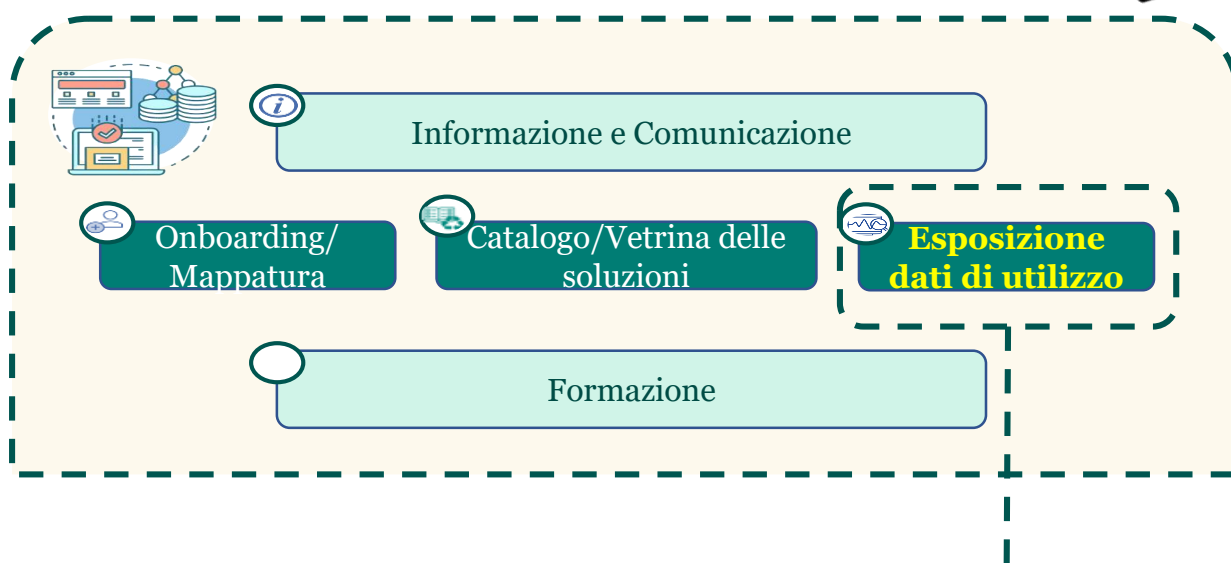 i
Informazione e Comunicazione
Onboarding/
Mappatura
Catalogo/Vetrina delle
soluzioni
Esposizione
dati di utilizzo
Formazione